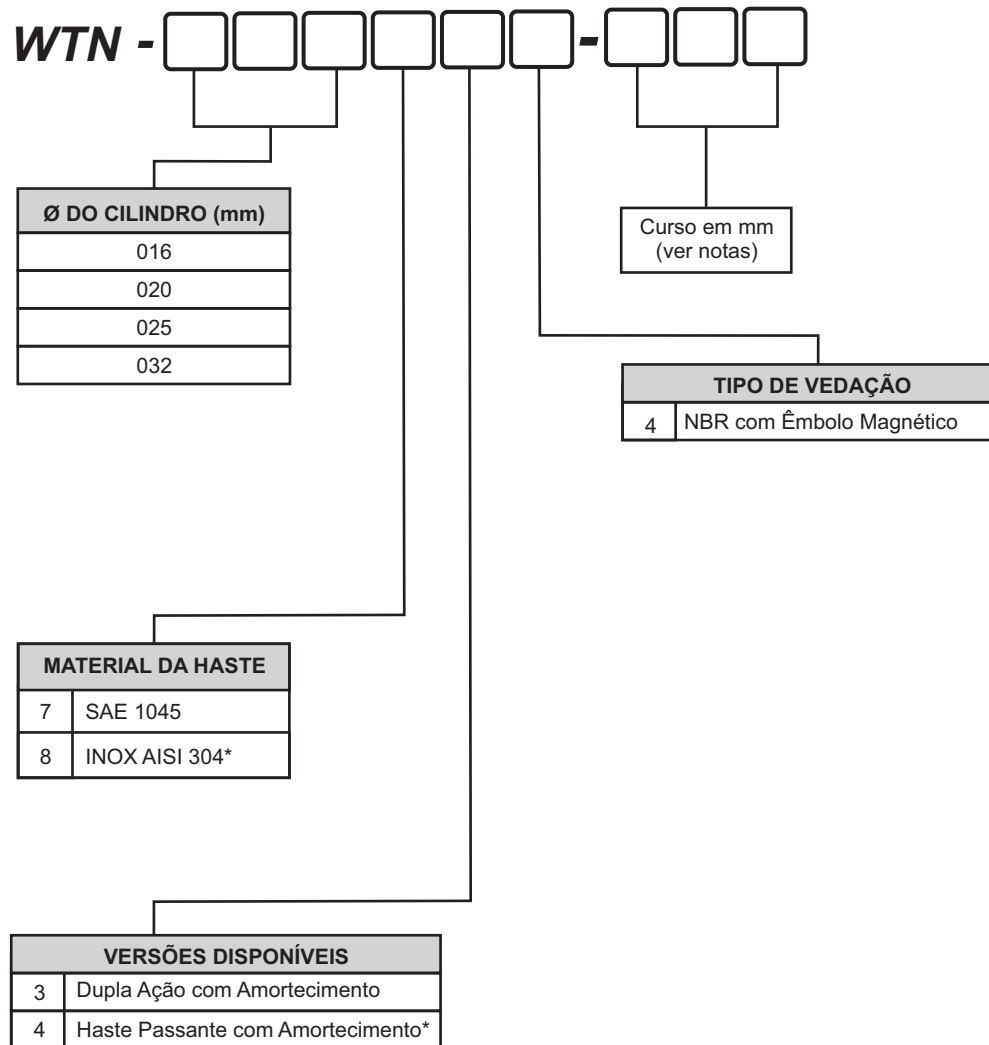 WTN - -
Ø DO CILINDRO (mm)
016
020
025
032
Curso em mm
(ver notas)
TIPO DE VEDAÇÃO
4 NBR com Êmbolo Magnético
MATERIAL DA HASTE
7 SAE 1045
8 INOX AISI 304*
VERSÕES DISPONÍVEIS
3 Dupla Ação com Amortecimento
4 Haste Passante com Amortecimento*